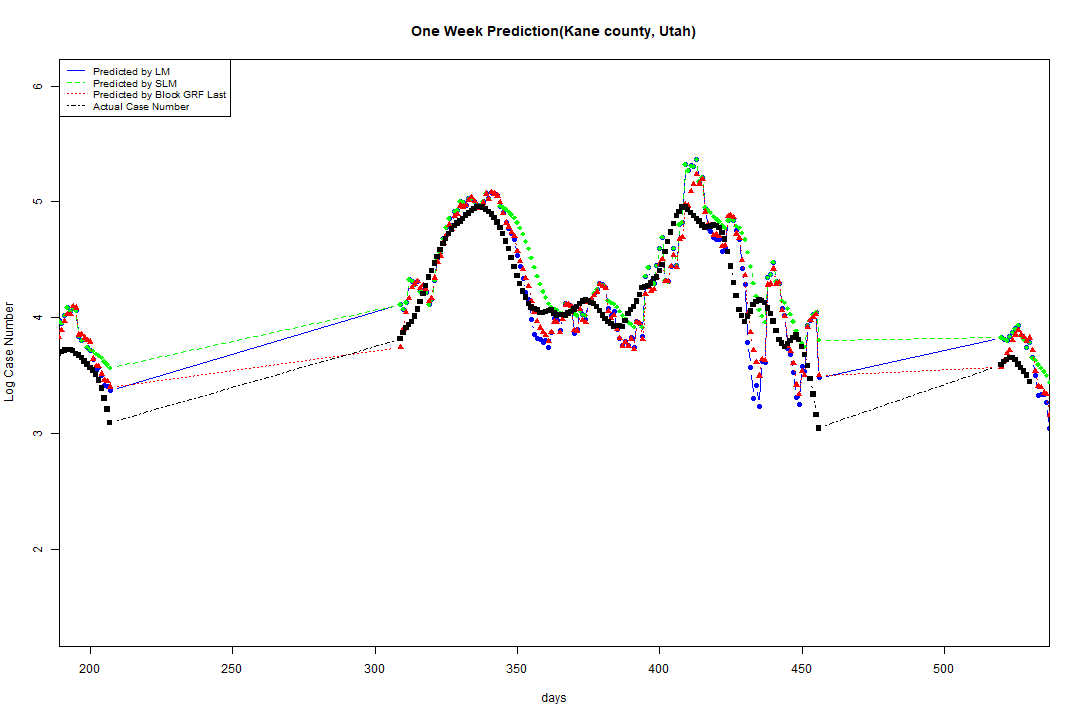 One Week Prediction(Kane county, Utah)
Predicted by LM
Predicted by SLM
Predicted by Block GRF Last
Actual Case Number
6
5
4
3
2
Log Case Number
200 250 300 350 400 450 500
days